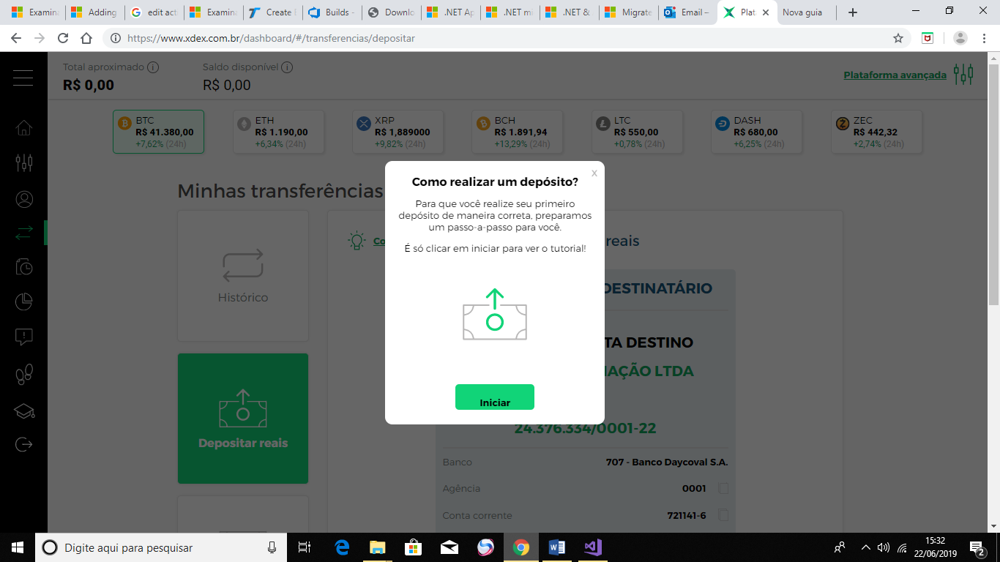 Examina
Adding
edit act
Examina
Create B
Builds -
Downlo
.NET Ap
.NET mi
.NET &
Migrate
Email –
Plat
Nova guia
https://www.xdex.com.br/dashboard/#/transferencias/depositar
Total aproximado
Saldo disponível
R$ 0,00
R$ 0,00
Plataforma avançada
BTC
R$ 41.380,00
+7,62% (24h)
ETH
R$ 1.190,00
+6,34% (24h)
XRP
R$ 1,889000
+9,82% (24h)
BCH
R$ 1.891,94
+13,29% (24h)
LTC
R$ 550,00
+0,78% (24h)
DASH
R$ 680,00
+6,25% (24h)
ZEC
R$ 442,32
+2,74% (24h)
Minhas transferências
Histórico
Depositar reais
x
Como realizar um depósito?
Para que você realize seu primeiro
depósito de maneira correta, preparamos
um passo-a-passo para você.
É só clicar em iniciar para ver o tutorial!
Iniciar
Co
reais
DESTINATÁRIO
TA DESTINO
AÇÃO LTDA
24.376.334/0001-22
Banco 707 - Banco Daycoval S.A.
Agência 0001
Conta corrente 721141-6
Digite aqui para pesquisar
15:32
22/06/2019
2